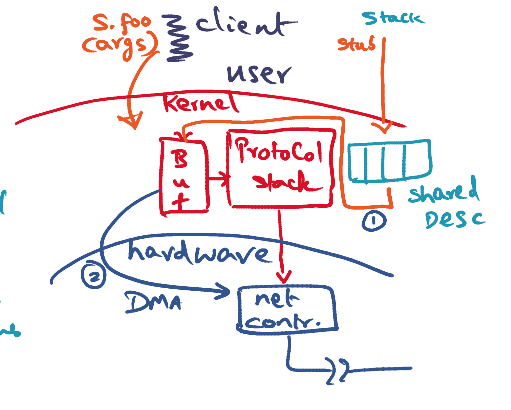 S.foo
(args)
client
Stack
stub
user
Kernel
B
u
f
Protocol
stack
shared
DESC
①
hardware
②
DMA
net
contr.